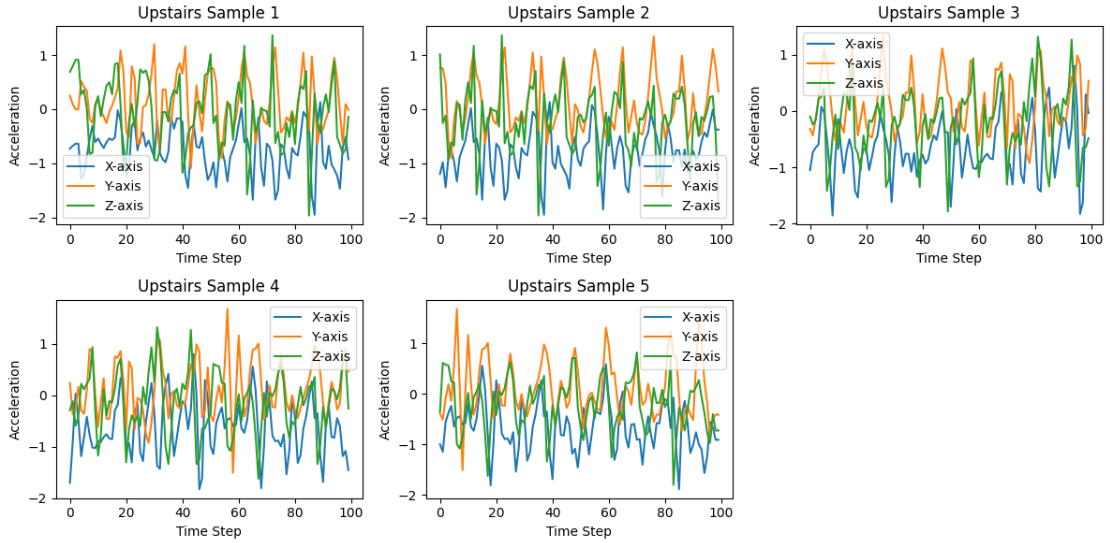 Upstairs Sample 1
1
0
−1
−2
Acceleration
X-axis
Y-axis
Z-axis
0
20
40
60
80
100
Time Step
Upstairs Sample 2
1
0
−1
−2
Acceleration
X-axis
Y-axis
Z-axis
0
20
40
60
80
100
Time Step
Upstairs Sample 3
1
0
−1
−2
Acceleration
X-axis
Y-axis
Z-axis
0
20
40
60
80
100
Time Step
Upstairs Sample 4
1
0
−1
−2
Acceleration
X-axis
Y-axis
Z-axis
0
20
40
60
80
100
Time Step
Upstairs Sample 5
1
0
−1
−2
Acceleration
X-axis
Y-axis
Z-axis
0
20
40
60
80
100
Time Step